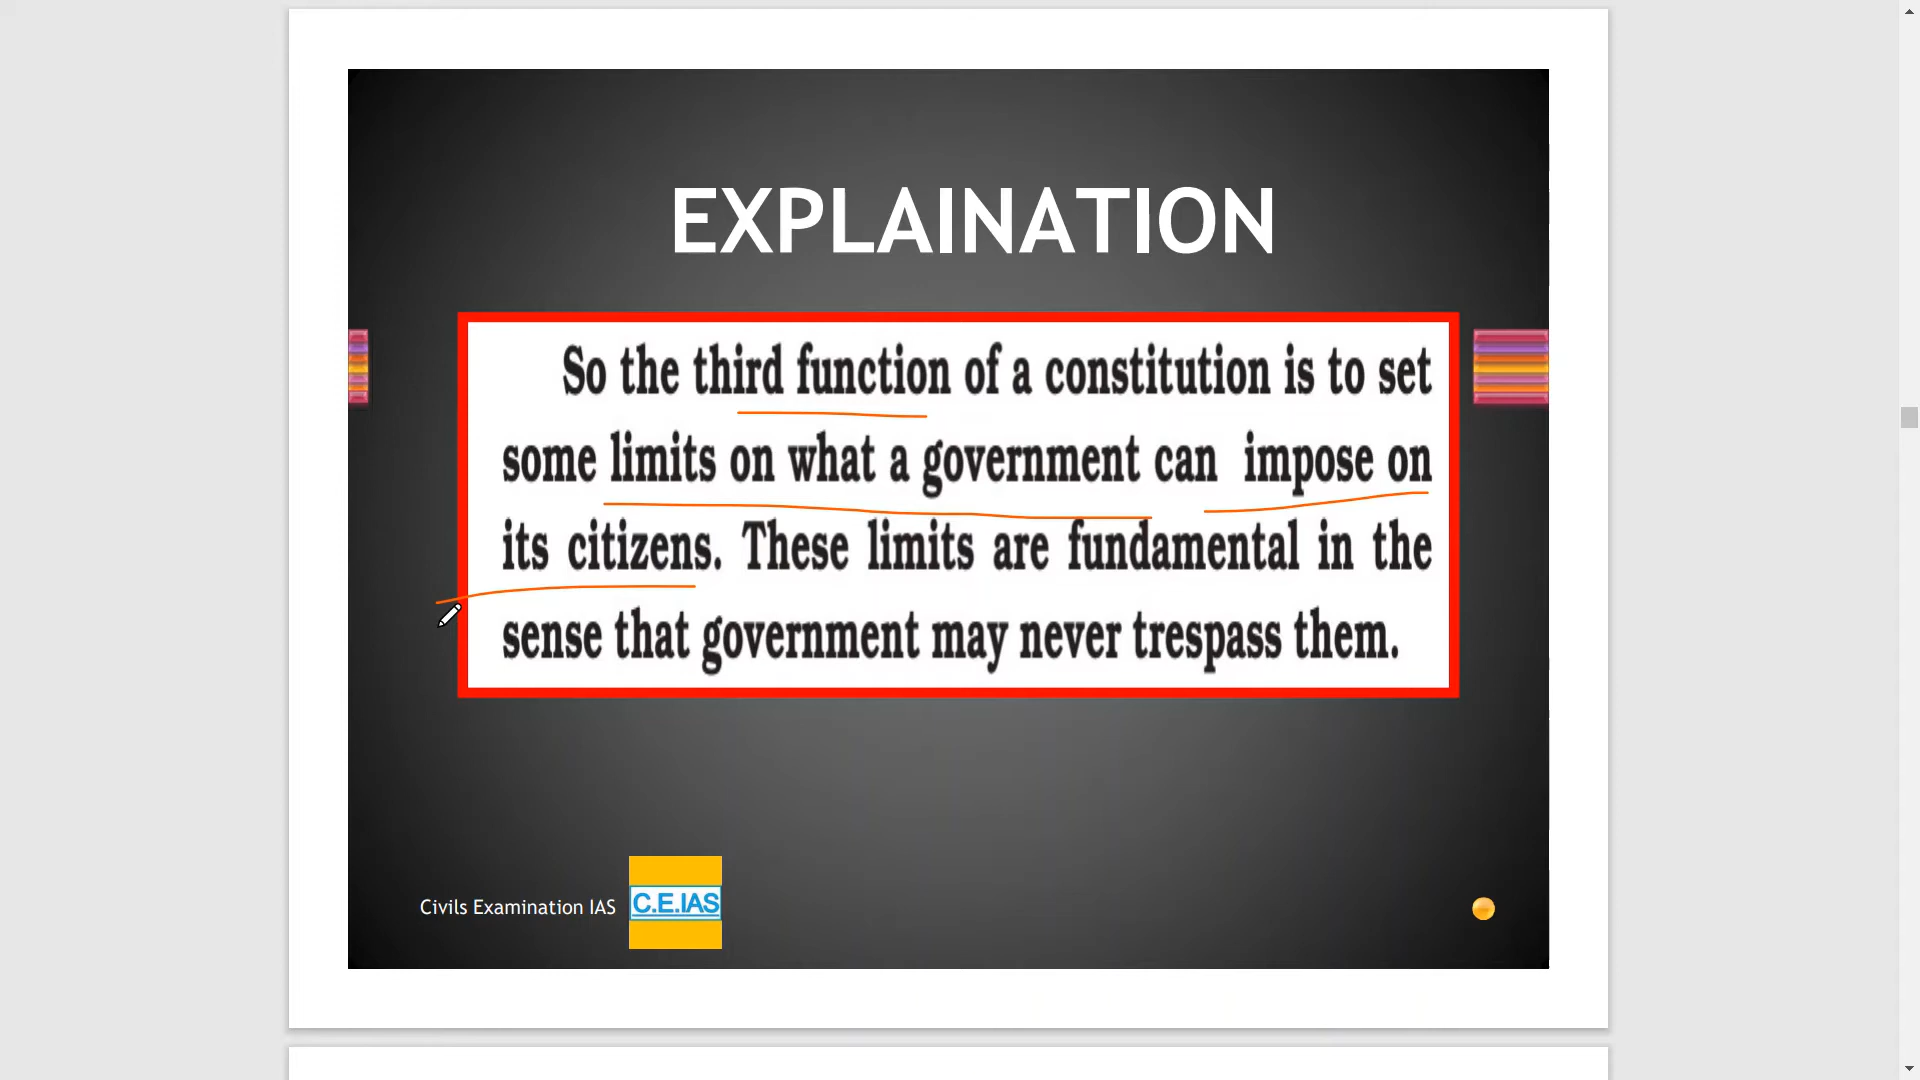 EXPLAINATION
So the third function of a constitution is to set
some limits on what a government can impose on
its citizens. These limits are fundamental in the
sense that government may never trespass them.
Civils Examination IAS
C.E.IAS